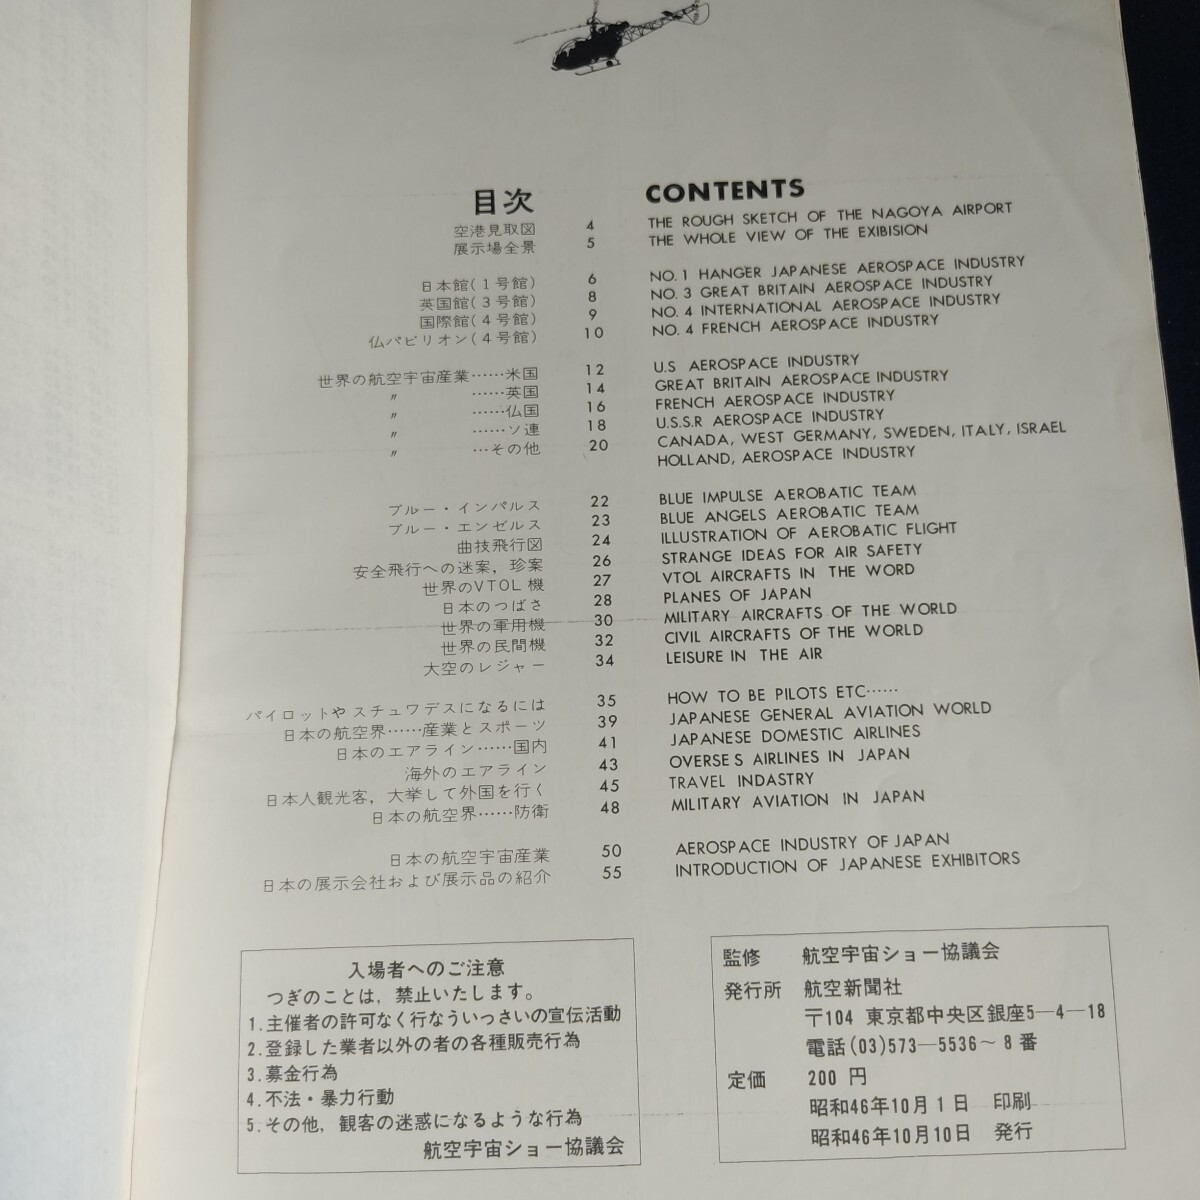 目次 CONTENTS
空港見取図 4 THE ROUGH SKETCH OF THE NAGOYA AIRPORT
展示場全景 5 THE WHOLE VIEW OF THE EXIBISION
日本館(1号館) 6 NO.1 HANGER JAPANESE AEROSPACE INDUSTRY
英国館(3号館) 8 NO.3 GREAT BRITAIN AEROSPACE INDUSTRY
国際館(4号館) 9 NO.4 INTERNATIONAL AEROSPACE INDUSTRY
仏パビリオン(4号館) 10 NO.4 FRENCH AEROSPACE INDUSTRY
世界の航空宇宙産業……米国 12 U.S AEROSPACE INDUSTRY
〃 ……英国 14 GREAT BRITAIN AEROSPACE INDUSTRY
〃 ……仏国 16 FRENCH AEROSPACE INDUSTRY
〃 ……ソ連 18 U.S.S.R AEROSPACE INDUSTRY
〃 …その他 20 CANADA, WEST GERMANY, SWEDEN, ITALY, ISRAEL
HOLLAND, AEROSPACE INDUSTRY
ブルー・インパルス 22 BLUE IMPULSE AEROBATIC TEAM
ブルー・エンゼルス 23 BLUE ANGELS AEROBATIC TEAM
曲技飛行図 24 ILLUSTRATION OF AEROBATIC FLIGHT
安全飛行への迷案，珍案 26 STRANGE IDEAS FOR AIR SAFETY
世界のVTOL機 27 VTOL AIRCRAFTS IN THE WORD
日本のつばさ 28 PLANES OF JAPAN
世界の軍用機 30 MILITARY AIRCRAFTS OF THE WORLD
世界の民間機 32 CIVIL AIRCRAFTS OF THE WORLD
大空のレジャー 34 LEISURE IN THE AIR
パイロットやスチュワデスになるには 35 HOW TO BE PILOTS ETC……
日本の航空界……産業とスポーツ 39 JAPANESE GENERAL AVIATION WORLD
日本のエアライン……国内 41 JAPANESE DOMESTIC AIRLINES
海外のエアライン 43 OVERSE S AIRLINES IN JAPAN
日本人観光客，大挙して外国を行く 45 TRAVEL INDASTRY
日本の航空界……防衛 48 MILITARY AVIATION IN JAPAN
日本の航空宇宙産業 50 AEROSPACE INDUSTRY OF JAPAN
日本の展示会社および展示品の紹介 55 INTRODUCTION OF JAPANESE EXHIBITORS
入場者へのご注意
つぎのことは，禁止いたします。
1.主催者の許可なく行なういっさいの宣伝活動
2.登録した業者以外の者の各種販売行為
3.募金行為
4.不法・暴力行動
5.その他，観客の迷惑になるような行為
航空宇宙ショー協議会
監修 航空宇宙ショー協議会
発行所 航空新聞社
〒104 東京都中央区銀座5―4―18
電話(03)573―5536～8番
定価 200円
昭和46年10月1日 印刷
昭和46年10月10日 発行